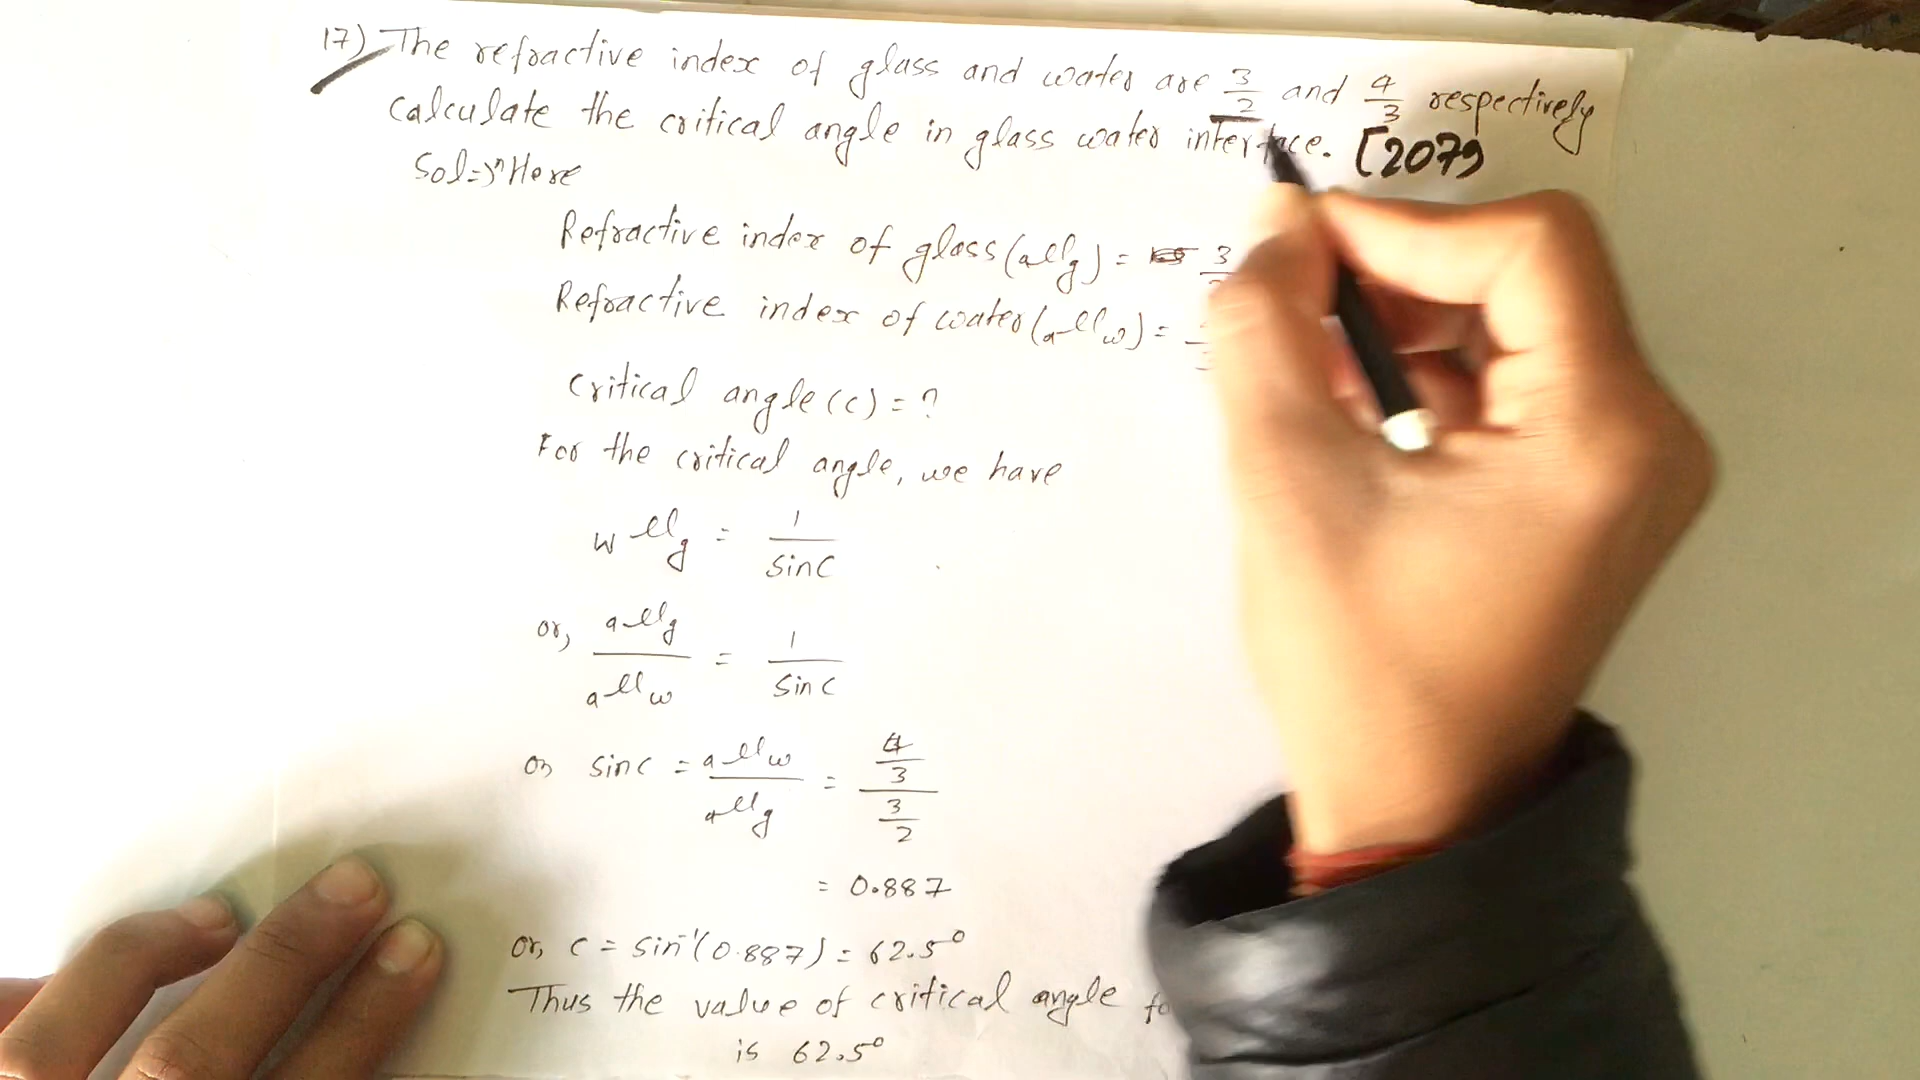 17) The refractive index of glass and water are 3/2 and 4/3 respectively
calculate the critical angle in glass water interface. [2079
Sol=>ⁿ Here
Refractive index of glass (aμg) = 3
Refractive index of water (aμw) =
Critical angle (c) = ?
For the critical angle, we have
wμg = 1/sinC
or, aμg/aμw = 1/sinC
or sinc = aμw/aμg = 4/3 / 3/2
= 0.887
or, c = sin⁻¹(0.887) = 62.5⁰
Thus the value of critical angle fo
is 62.5⁰